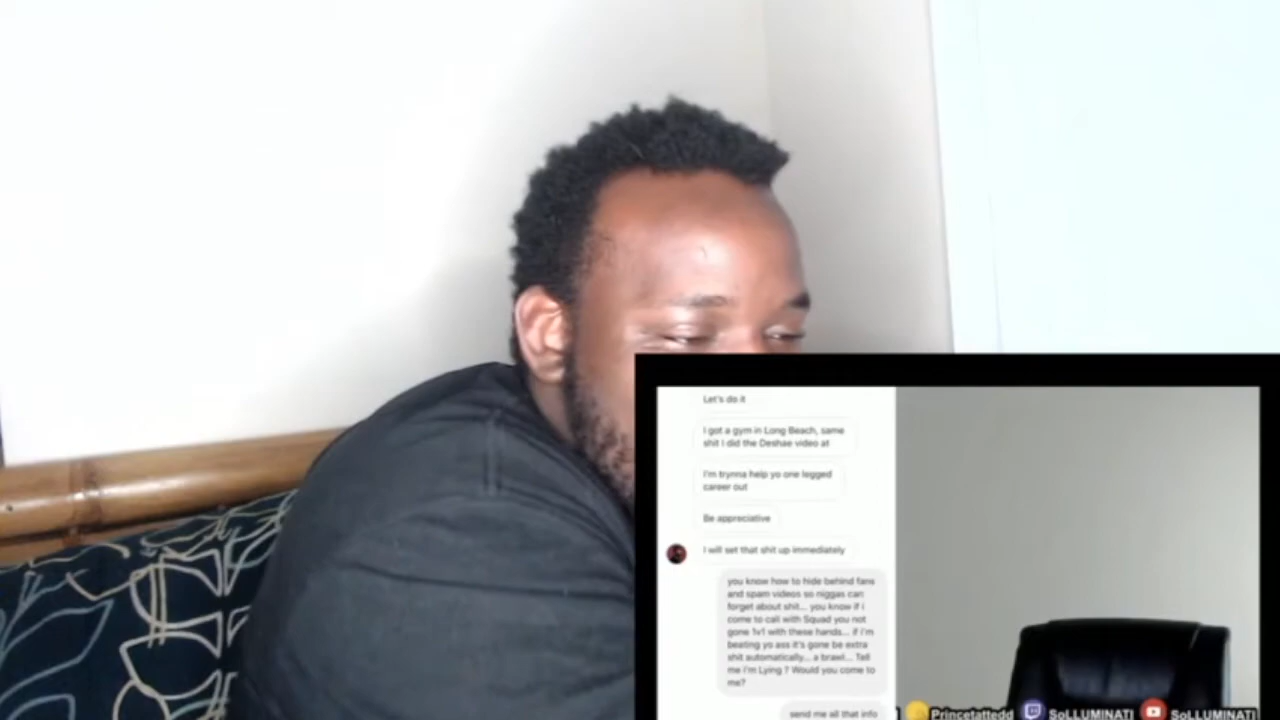 Let's do it
I got a gym in Long Beach, same
shit I did the Deshae video at
I'm trynna help yo one legged
career out
Be appreciative
I will set that shit up immediately
you know how to hide behind fans
and spam videos so niggas can
forget about shit... you know if i
come to call with Squad you not
gone 1v1 with these hands... if i'm
beating yo ass it's gone be extra
shit automatically... a brawl... Tell
me i'm Lying ? Would you come to
me?
send me all that info
Princetattedd SoLLUMINATI SoLLUMINATI